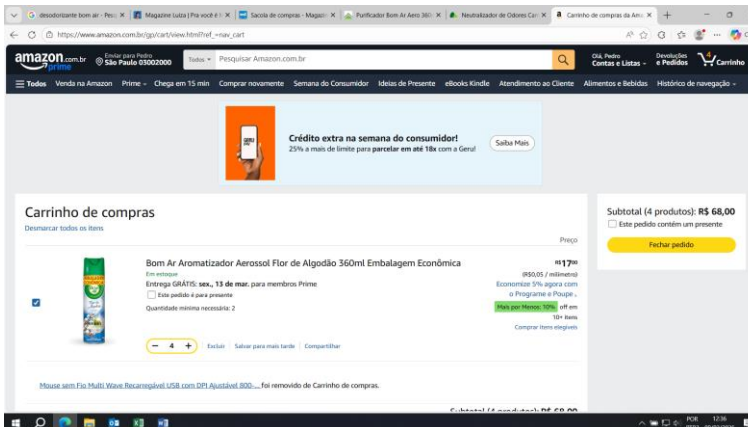 desodorizante bom air - Pesq
Magazine Luiza | Pra você é
Sacola de compras - Magazin
Purificador Bom Ar Aero 360
Neutralizador de Odores Car
Carrinho de compras da Ama
https://www.amazon.com.br/gp/cart/view.html?ref_=nav_cart
amazon.com.br
prime
Enviar para Pedro
São Paulo 03002000
Todos
Pesquisar Amazon.com.br
Olá, Pedro
Contas e Listas
Devoluções
e Pedidos
4
Carrinho
Todos Venda na Amazon Prime Chega em 15 min Comprar novamente Semana do Consumidor Ideias de Presente eBooks Kindle Atendimento ao Cliente Alimentos e Bebidas Histórico de navegação
Crédito extra na semana do consumidor!
25% a mais de limite para parcelar em até 18x com a Geru!
Saiba Mais
Carrinho de compras
Desmarcar todos os itens
Preço
Bom Ar Aromatizador Aerossol Flor de Algodão 360ml Embalagem Econômica
Em estoque
Entrega GRÁTIS: sex., 13 de mar. para membros Prime
Este pedido é para presente
Quantidade mínima necessária: 2
− 4 +
Excluir
Salvar para mais tarde
Compartilhar
R$1700
(R$0,05 / mililitro)
Economize 5% agora com
o Programe e Poupe
Mais por Menos: 10% off em
10+ itens
Comprar itens elegíveis
Mouse sem Fio Multi Wave Recarregável USB com DPI Ajustável 800-... foi removido de Carrinho de compras.
Subtotal (4 produtos): R$ 68,00
Subtotal (4 produtos): R$ 68,00
Este pedido contém um presente
Fechar pedido
POR
12:36